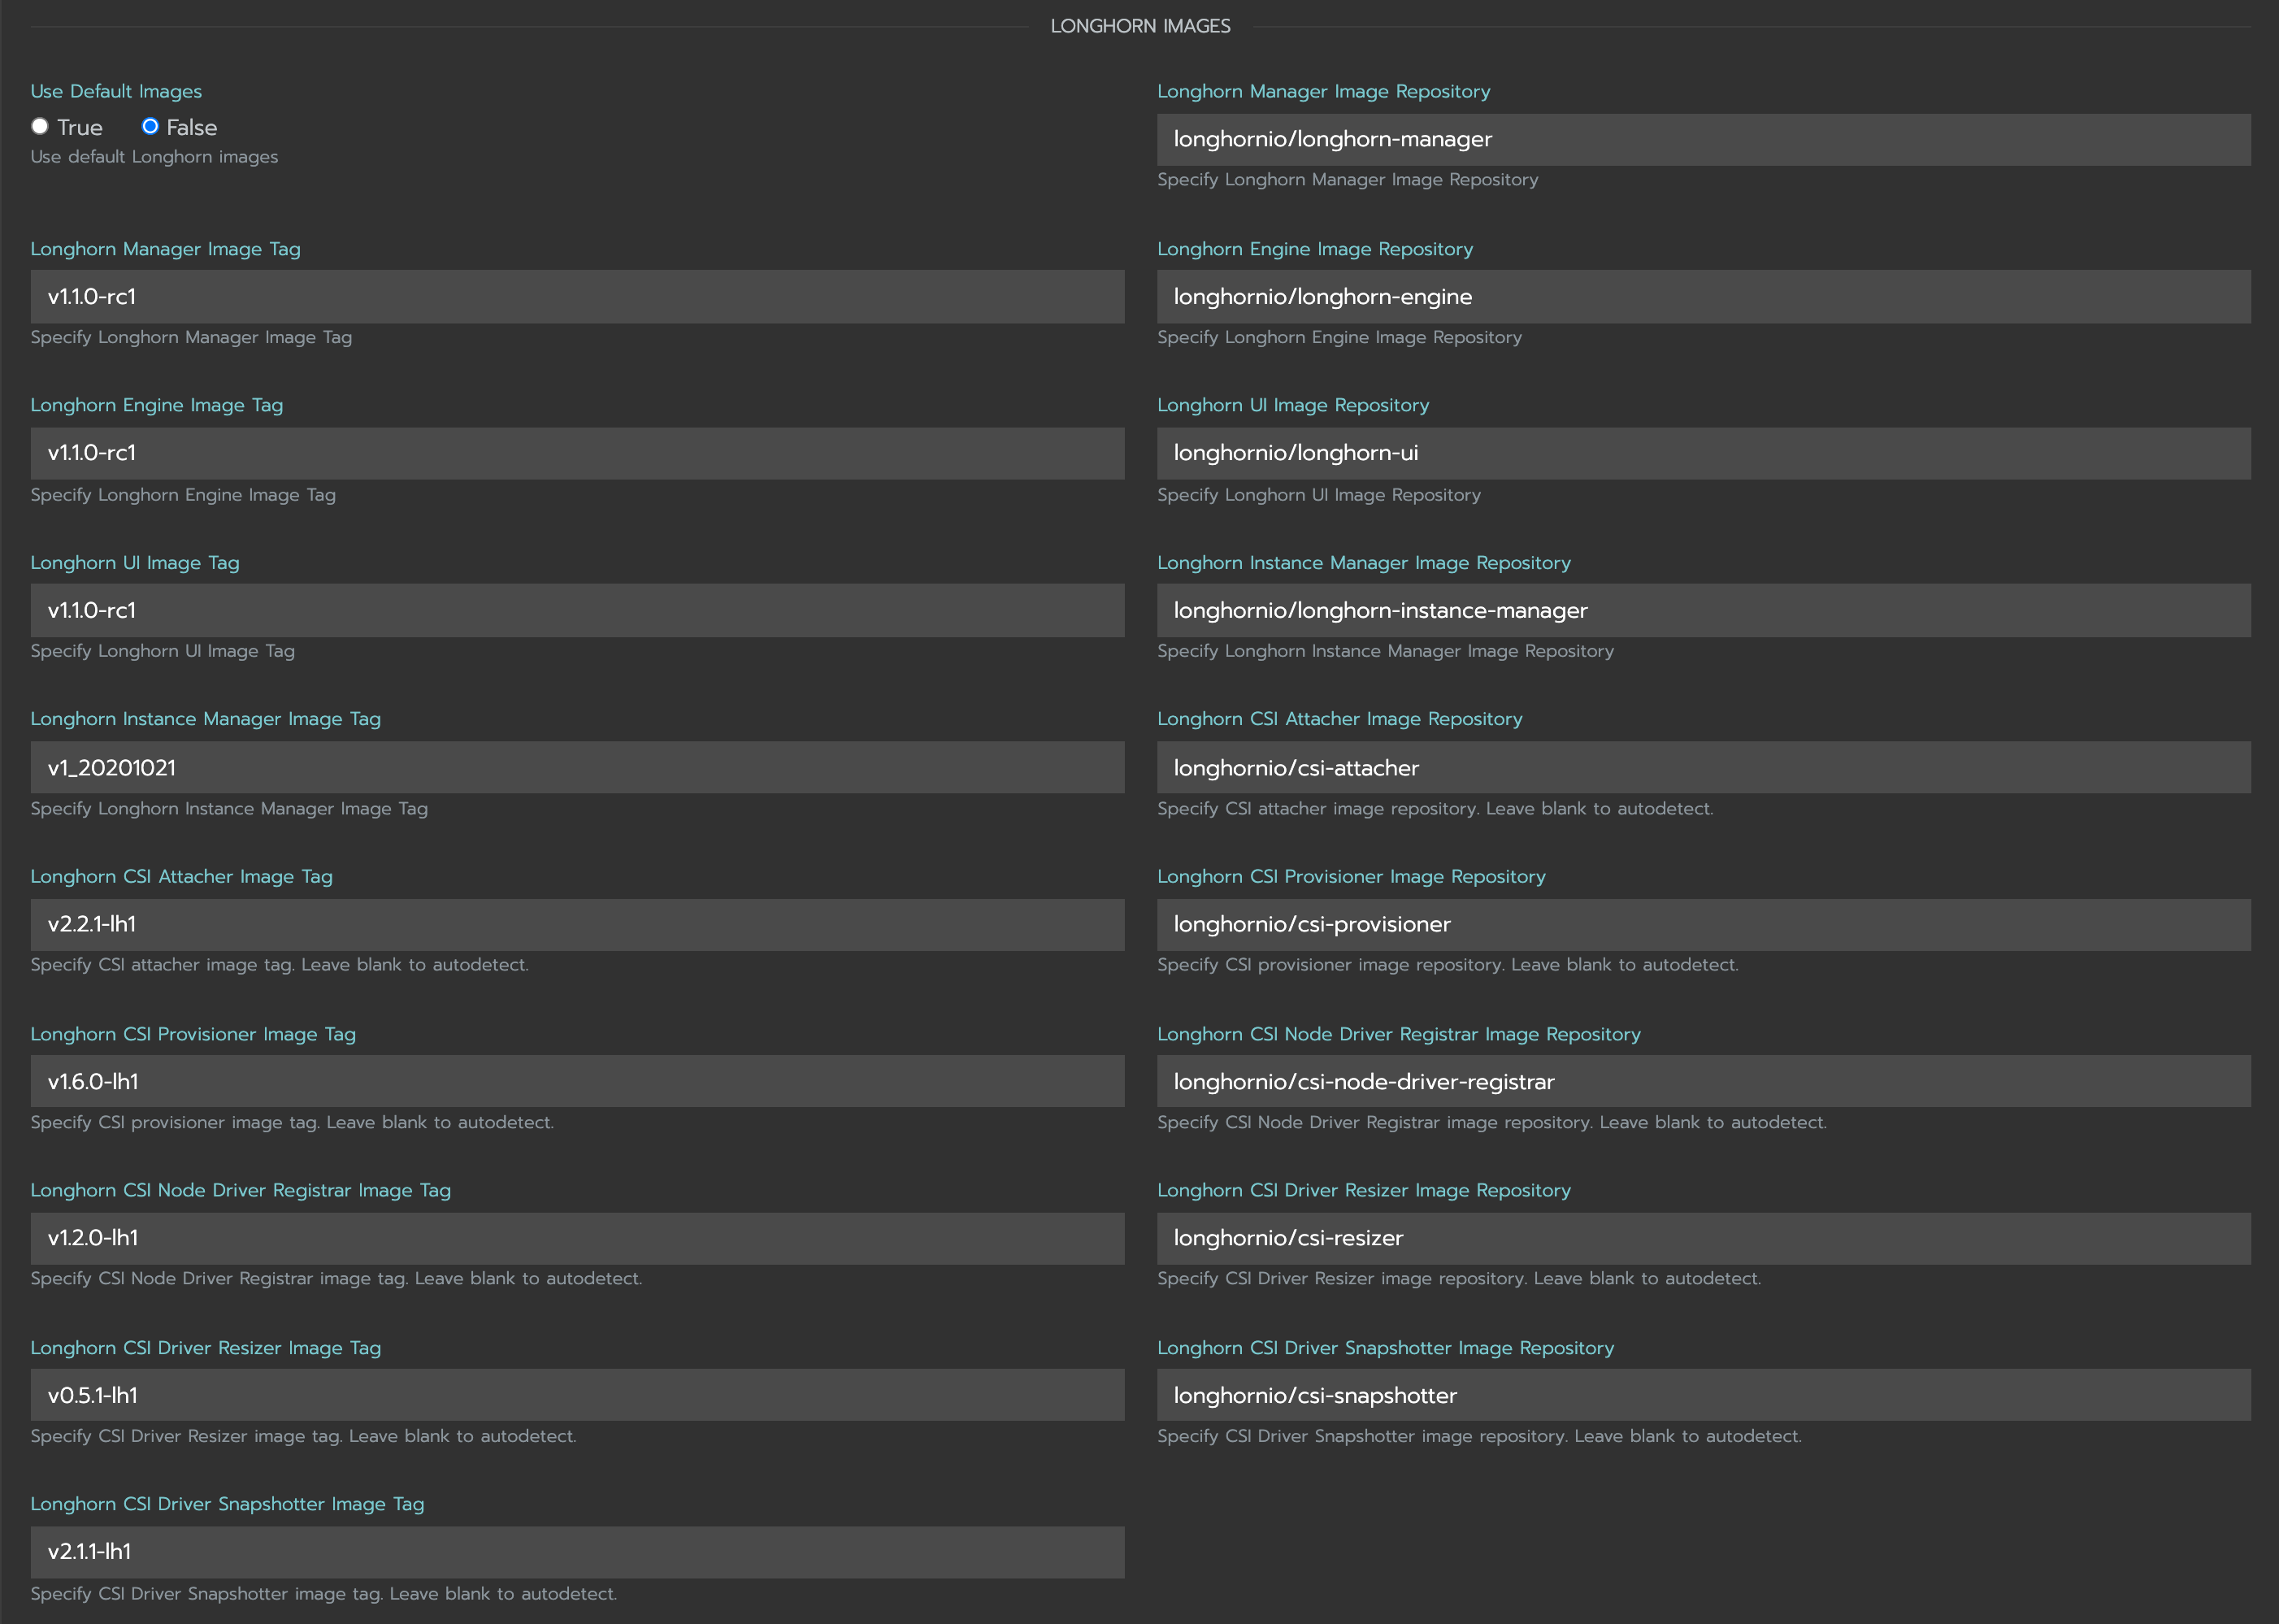 LONGHORN IMAGES
Use Default Images
True
False
Use default Longhorn images
Longhorn Manager Image Repository
longhornio/longhorn-manager
Specify Longhorn Manager Image Repository
Longhorn Manager Image Tag
v1.1.0-rc1
Specify Longhorn Manager Image Tag
Longhorn Engine Image Repository
longhornio/longhorn-engine
Specify Longhorn Engine Image Repository
Longhorn Engine Image Tag
v1.1.0-rc1
Specify Longhorn Engine Image Tag
Longhorn UI Image Repository
longhornio/longhorn-ui
Specify Longhorn UI Image Repository
Longhorn UI Image Tag
v1.1.0-rc1
Specify Longhorn UI Image Tag
Longhorn Instance Manager Image Repository
longhornio/longhorn-instance-manager
Specify Longhorn Instance Manager Image Repository
Longhorn Instance Manager Image Tag
v1_20201021
Specify Longhorn Instance Manager Image Tag
Longhorn CSI Attacher Image Repository
longhornio/csi-attacher
Specify CSI attacher image repository. Leave blank to autodetect.
Longhorn CSI Attacher Image Tag
v2.2.1-lh1
Specify CSI attacher image tag. Leave blank to autodetect.
Longhorn CSI Provisioner Image Repository
longhornio/csi-provisioner
Specify CSI provisioner image repository. Leave blank to autodetect.
Longhorn CSI Provisioner Image Tag
v1.6.0-lh1
Specify CSI provisioner image tag. Leave blank to autodetect.
Longhorn CSI Node Driver Registrar Image Repository
longhornio/csi-node-driver-registrar
Specify CSI Node Driver Registrar image repository. Leave blank to autodetect.
Longhorn CSI Node Driver Registrar Image Tag
v1.2.0-lh1
Specify CSI Node Driver Registrar image tag. Leave blank to autodetect.
Longhorn CSI Driver Resizer Image Repository
longhornio/csi-resizer
Specify CSI Driver Resizer image repository. Leave blank to autodetect.
Longhorn CSI Driver Resizer Image Tag
v0.5.1-lh1
Specify CSI Driver Resizer image tag. Leave blank to autodetect.
Longhorn CSI Driver Snapshotter Image Repository
longhornio/csi-snapshotter
Specify CSI Driver Snapshotter image repository. Leave blank to autodetect.
Longhorn CSI Driver Snapshotter Image Tag
v2.1.1-lh1
Specify CSI Driver Snapshotter image tag. Leave blank to autodetect.